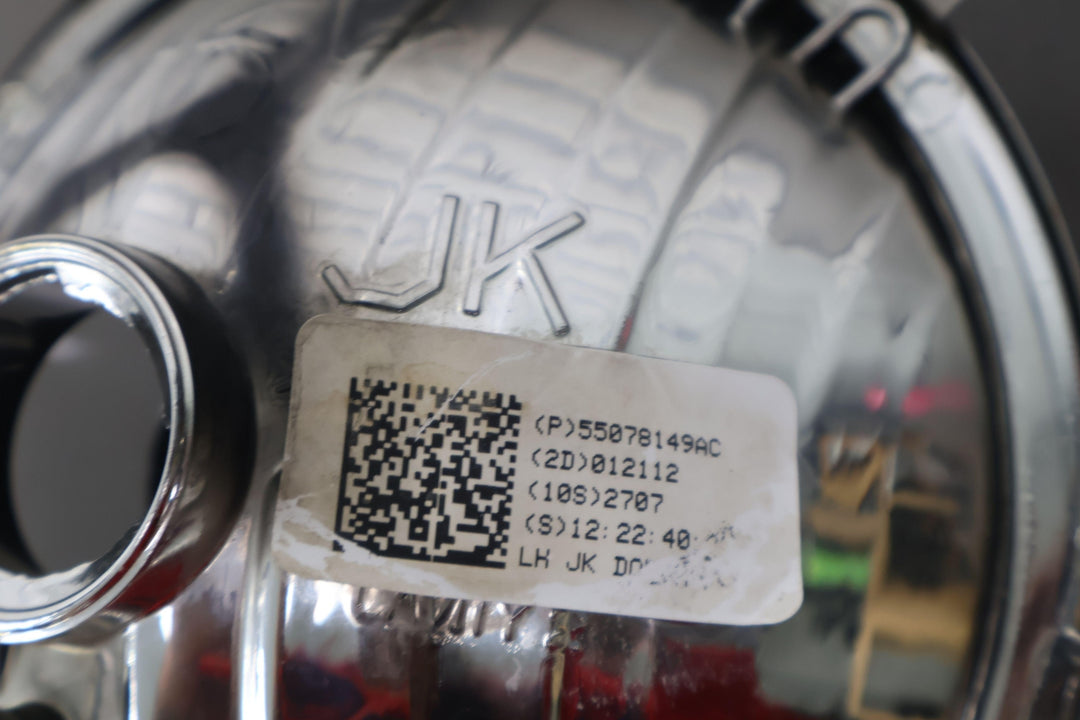 JK
(P)55078149AC
(2D)012112
(10S)2707
(S)12:22:40
LH JK